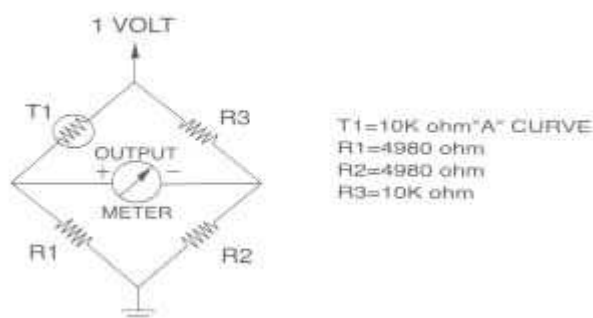 1 VOLT
T1
R3
OUTPUT
+ −
METER
R1
R2
T1=10K ohm"A" CURVE
R1=4980 ohm
R2=4980 ohm
R3=10K ohm